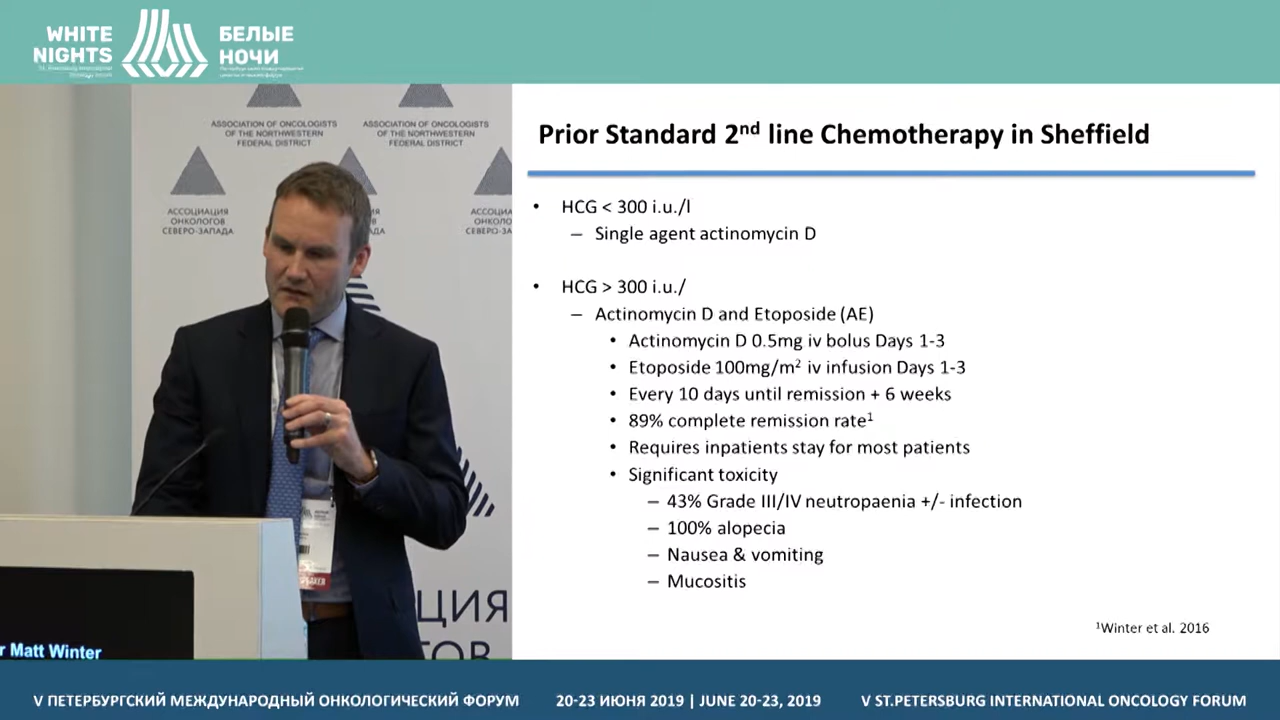 WHITE
NIGHTS
БЕЛЫЕ
НОЧИ
ASSOCIATION OF ONCOLOGISTS
OF THE NORTHWESTERN
FEDERAL DISTRICT
ASSOCIATION OF ONCOLOGISTS
OF THE NORTHWESTERN
FEDERAL DISTRICT
АССОЦИАЦИЯ
ОНКОЛОГОВ
СЕВЕРО-ЗАПАДА
ЦИЯ
ГОВ
r Matt Winter
Prior Standard 2nd line Chemotherapy in Sheffield
• HCG < 300 i.u./l
– Single agent actinomycin D
• HCG > 300 i.u./
– Actinomycin D and Etoposide (AE)
• Actinomycin D 0.5mg iv bolus Days 1-3
• Etoposide 100mg/m² iv infusion Days 1-3
• Every 10 days until remission + 6 weeks
• 89% complete remission rate¹
• Requires inpatients stay for most patients
• Significant toxicity
– 43% Grade III/IV neutropaenia +/- infection
– 100% alopecia
– Nausea & vomiting
– Mucositis
¹Winter et al. 2016
V ПЕТЕРБУРГСКИЙ МЕЖДУНАРОДНЫЙ ОНКОЛОГИЧЕСКИЙ ФОРУМ
20-23 ИЮНЯ 2019 | JUNE 20-23, 2019
V ST.PETERSBURG INTERNATIONAL ONCOLOGY FORUM